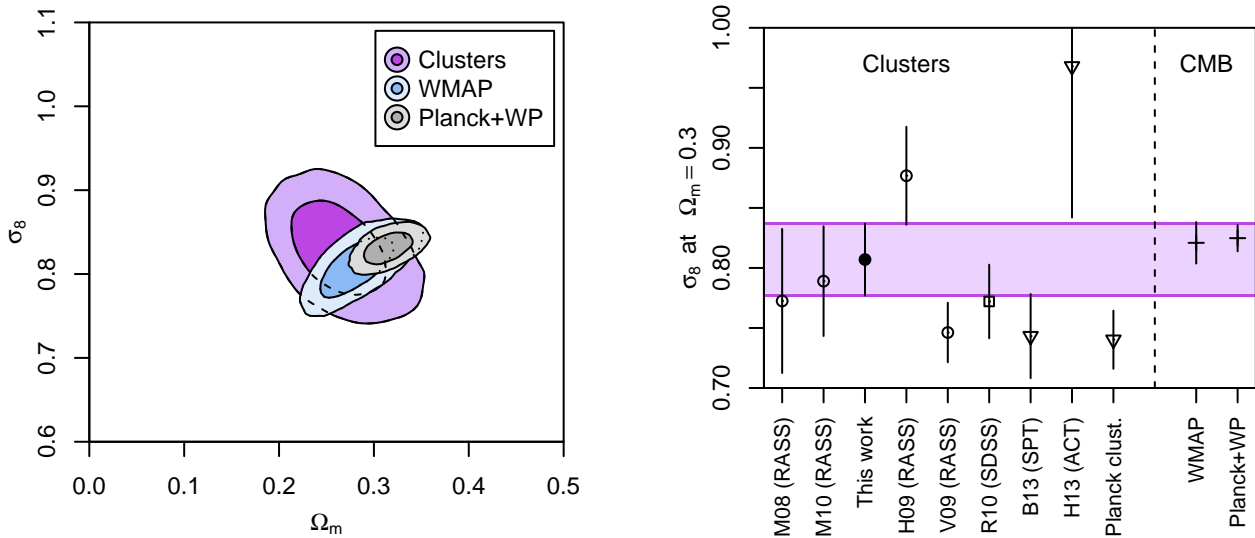 1.1
1.0
0.9
0.8
0.7
0.6
σ8
0.0 0.1 0.2 0.3 0.4 0.5
Ωm
Clusters
WMAP
Planck+WP
1.00
0.90
0.80
0.70
σ8 at Ωm = 0.3
Clusters
CMB
M08 (RASS)
M10 (RASS)
This work
H09 (RASS)
V09 (RASS)
R10 (SDSS)
B13 (SPT)
H13 (ACT)
Planck clust.
WMAP
Planck+WP